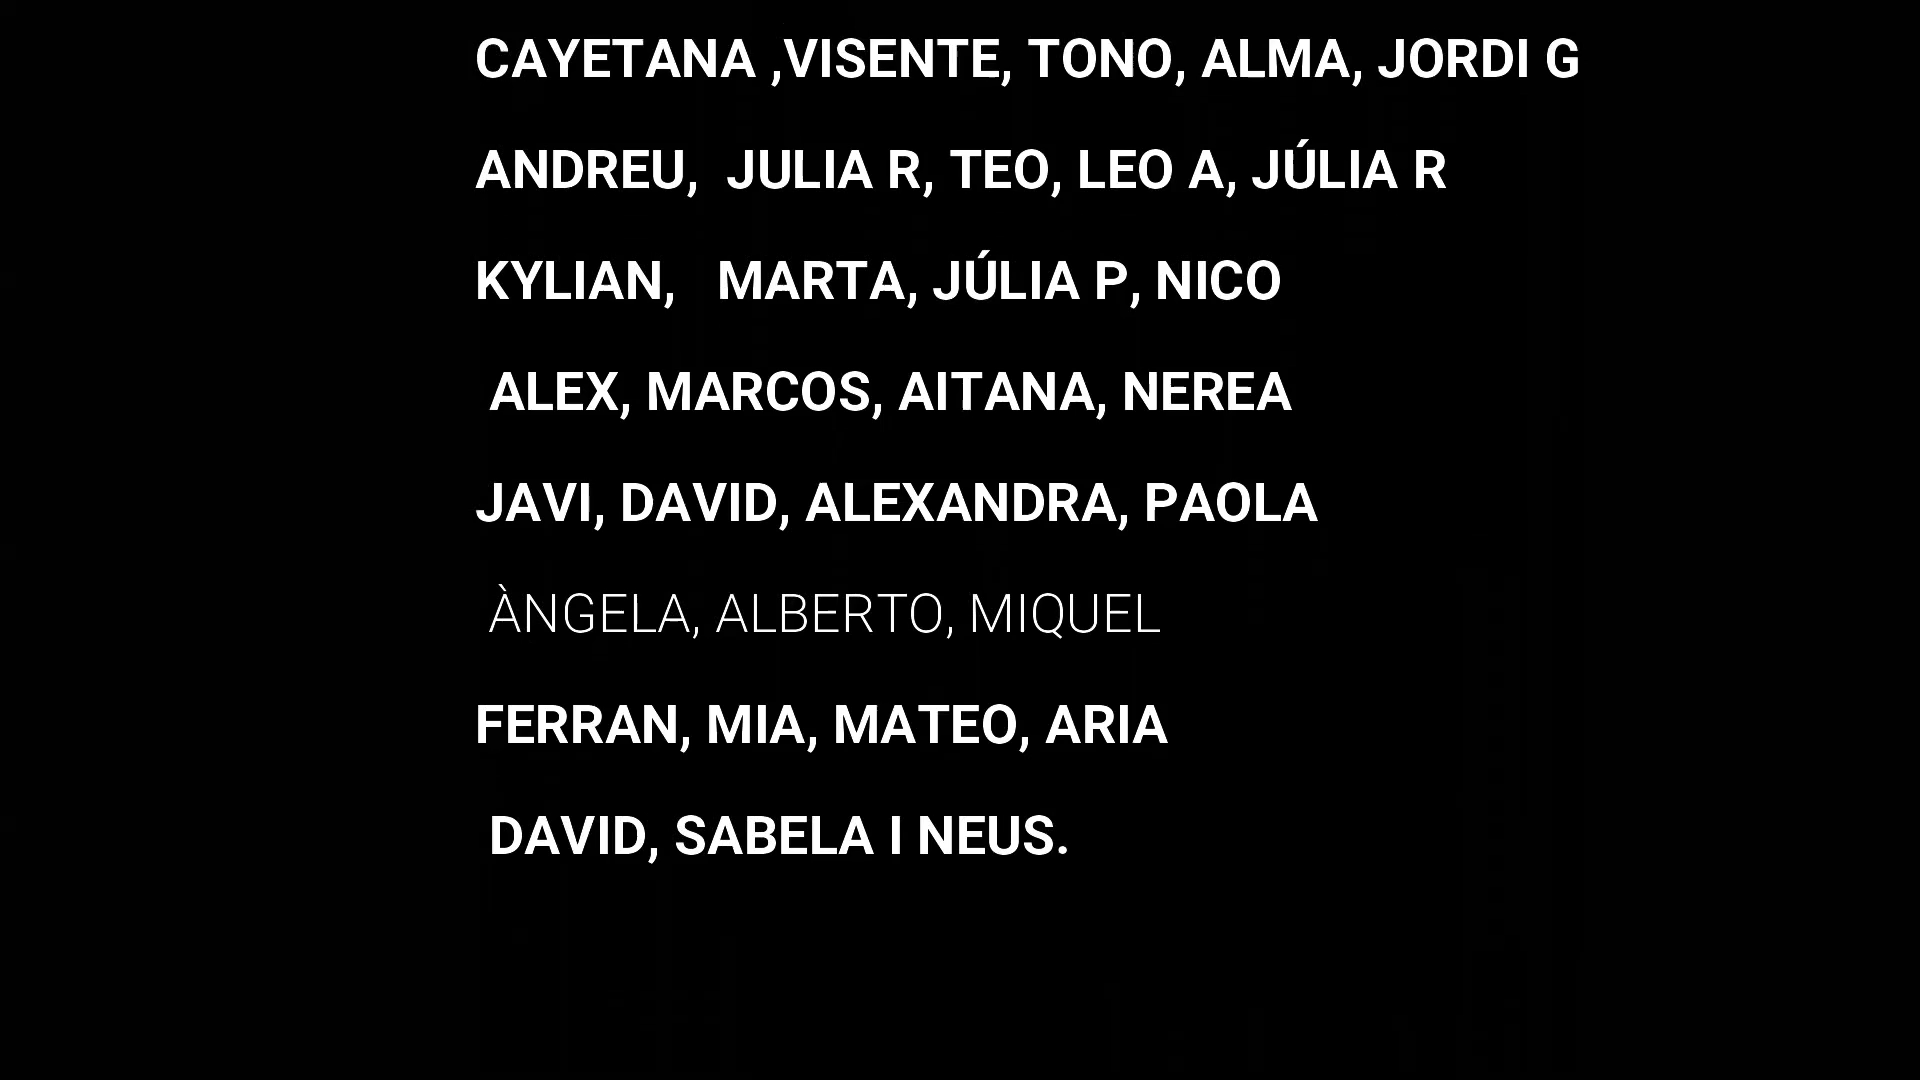 CAYETANA ,VISENTE, TONO, ALMA, JORDI G
ANDREU,  JULIA R, TEO, LEO A, JÚLIA R
KYLIAN,   MARTA, JÚLIA P, NICO
ALEX, MARCOS, AITANA, NEREA
JAVI, DAVID, ALEXANDRA, PAOLA
ÀNGELA, ALBERTO, MIQUEL
FERRAN, MIA, MATEO, ARIA
DAVID, SABELA I NEUS.